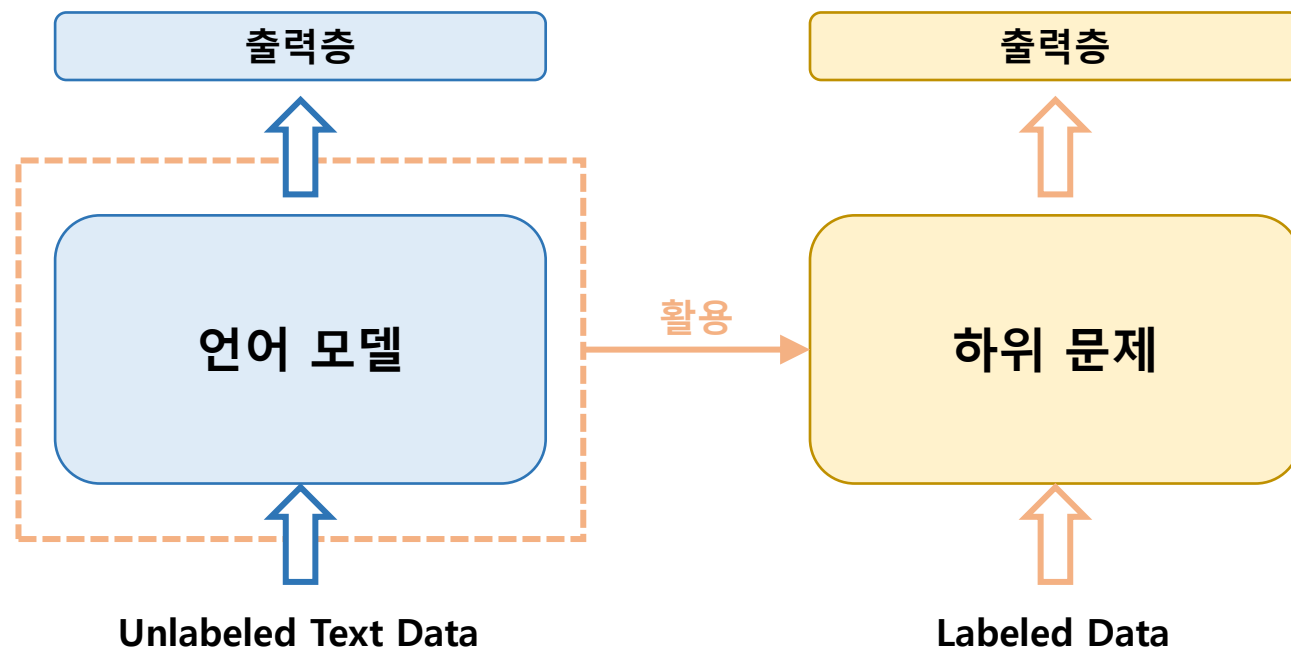 출력층
출력층
언어 모델
활용
하위 문제
Unlabeled Text Data
Labeled Data